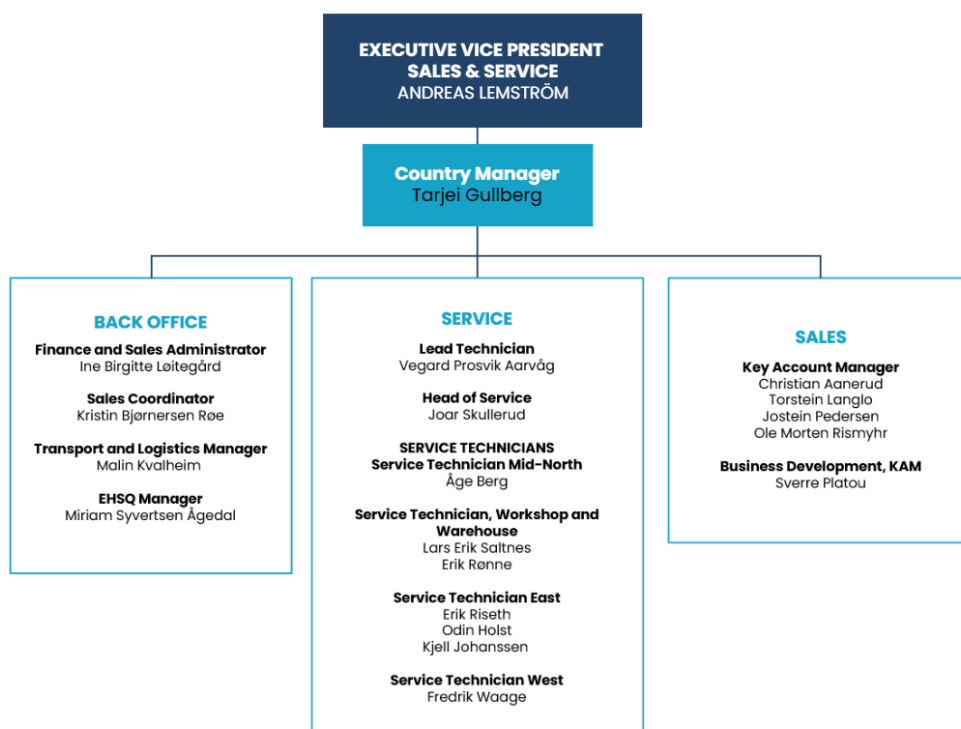 EXECUTIVE VICE PRESIDENT
SALES & SERVICE
ANDREAS LEMSTRÖM
Country Manager
Tarjei Gullberg
BACK OFFICE
Finance and Sales Administrator
Ine Birgitte Løitegård
Sales Coordinator
Kristin Bjørnersen Røe
Transport and Logistics Manager
Malin Kvalheim
EHSQ Manager
Miriam Syvertsen Ågedal
SERVICE
Lead Technician
Vegard Prosvik Aarvåg
Head of Service
Joar Skullerud
SERVICE TECHNICIANS
Service Technician Mid-North
Åge Berg
Service Technician, Workshop and
Warehouse
Lars Erik Saltnes
Erik Rønne
Service Technician East
Erik Riseth
Odin Holst
Kjell Johanssen
Service Technician West
Fredrik Waage
SALES
Key Account Manager
Christian Aanerud
Torstein Langlo
Jostein Pedersen
Ole Morten Rismyhr
Business Development, KAM
Sverre Platou